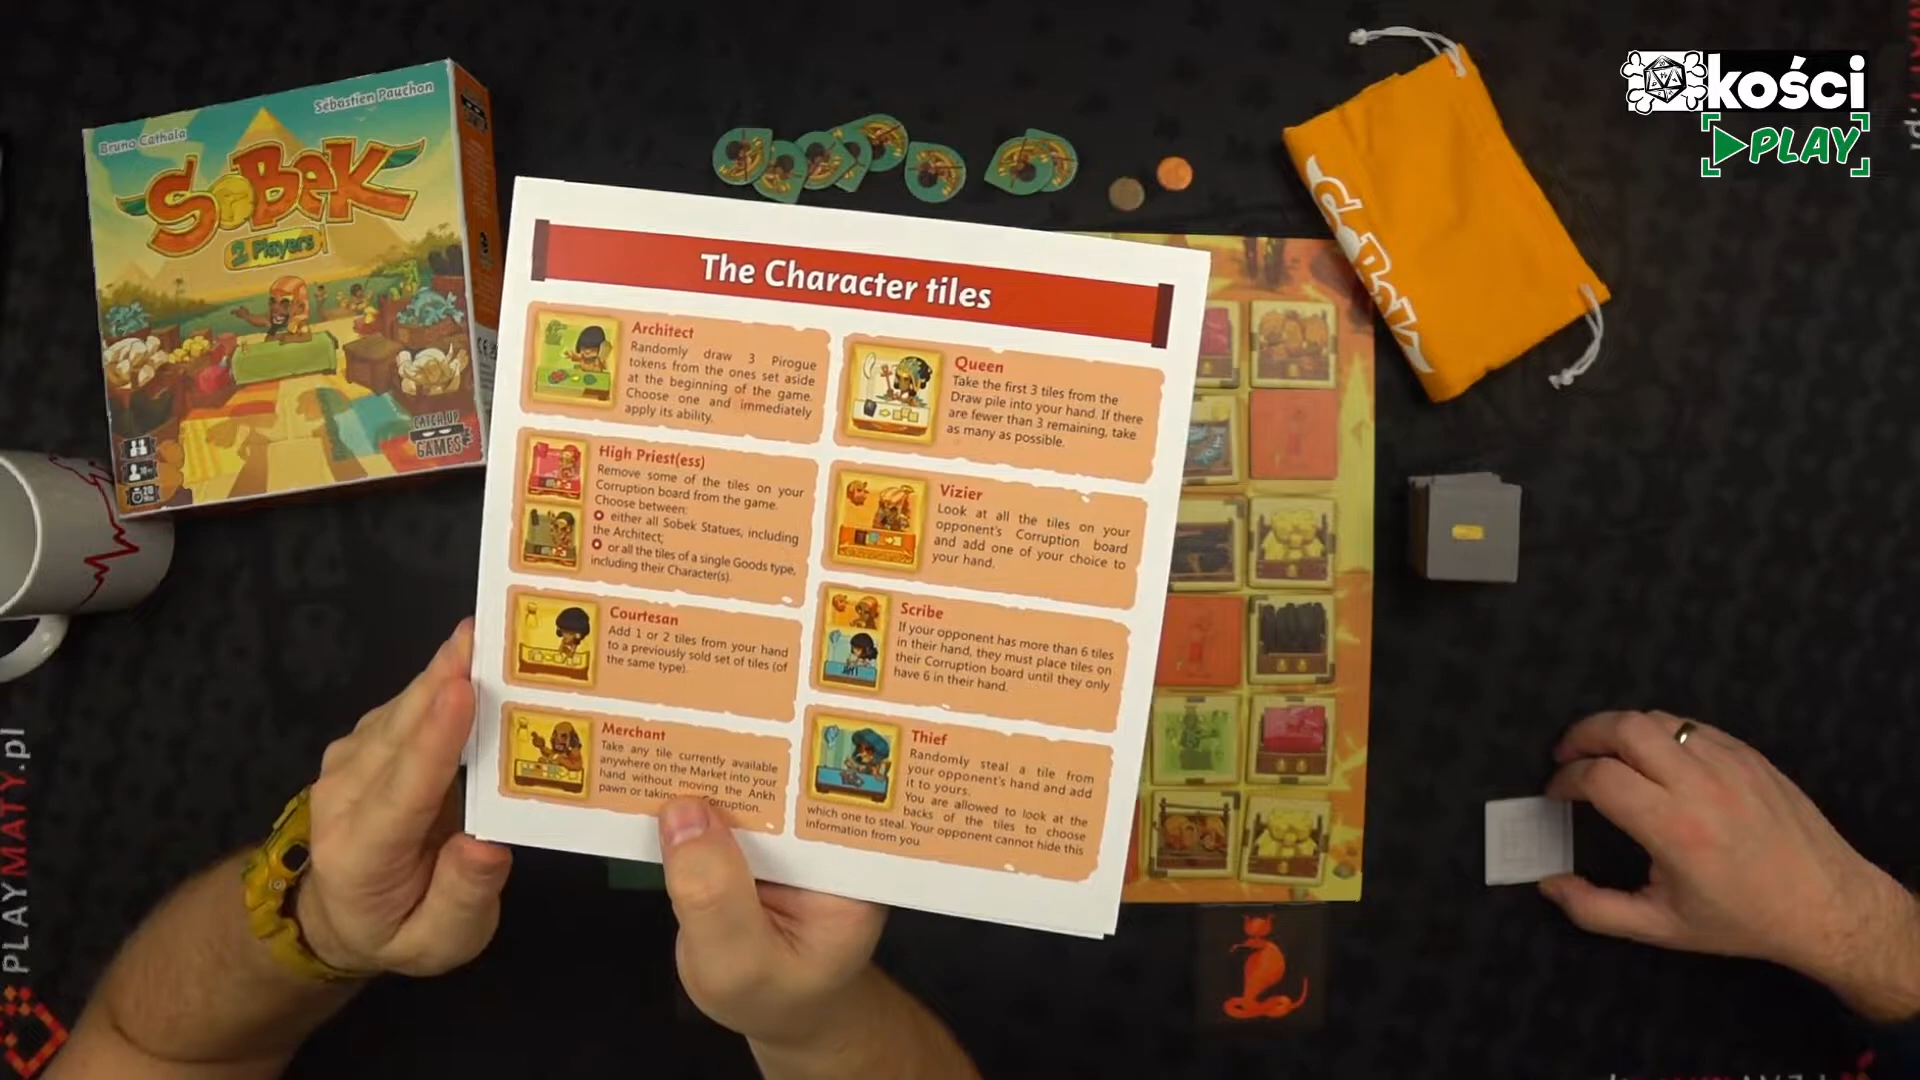 kości
PLAY
Bruno Cathala
Sébastien Pauchon
SOBEK
2 Players
CATCH UP
GAMES
The Character tiles
Architect
Randomly draw 3 Pirogue
tokens from the ones set aside
at the beginning of the game.
Choose one and immediately
apply its ability.
High Priest(ess)
Remove some of the tiles on your
Corruption board from the game.
Choose between:
either all Sobek Statues, including
the Architect;
or all the tiles of a single Goods type,
including their Character(s).
Courtesan
Add 1 or 2 tiles from your hand
to a previously sold set of tiles (of
the same type).
Merchant
Take any tile currently available
anywhere on the Market into your
hand without moving the Ankh
pawn or taking Corruption.
Queen
Take the first 3 tiles from the
Draw pile into your hand. If there
are fewer than 3 remaining, take
as many as possible.
Vizier
Look at all the tiles on your
opponent's Corruption board
and add one of your choice to
your hand.
Scribe
If your opponent has more than 6 tiles
in their hand, they must place tiles on
their Corruption board until they only
have 6 in their hand.
Thief
Randomly steal a tile from
your opponent's hand and add
it to yours.
You are allowed to look at the
backs of the tiles to choose
which one to steal. Your opponent cannot hide this
information from you
SOBEK
PLAYMATY.pl